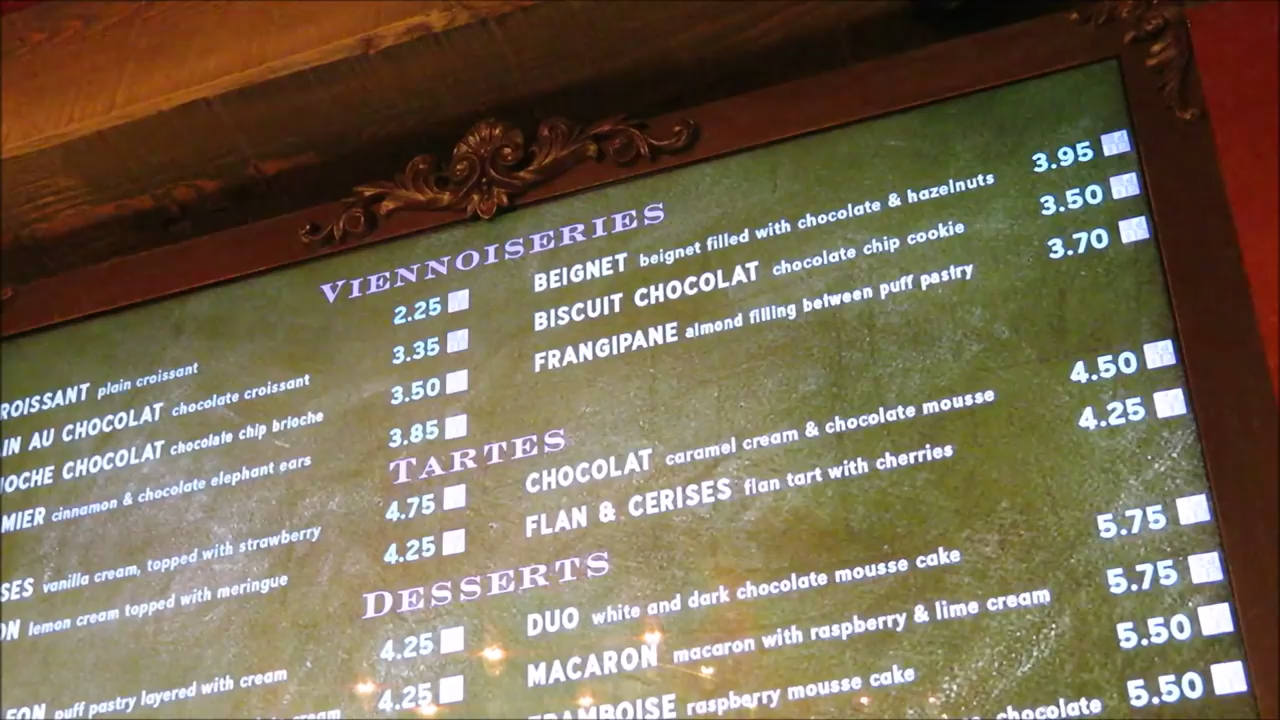 VIENNOISERIES
ROISSANT plain croissant 2.25
IN AU CHOCOLAT chocolate croissant 3.35
IOCHE CHOCOLAT chocolate chip brioche 3.50
MIER cinnamon & chocolate elephant ears 3.85
BEIGNET beignet filled with chocolate & hazelnuts 3.95
BISCUIT CHOCOLAT chocolate chip cookie 3.50
FRANGIPANE almond filling between puff pastry 3.70
TARTES
SES vanilla cream, topped with strawberry 4.75
ON lemon cream topped with meringue 4.25
CHOCOLAT caramel cream & chocolate mousse 4.50
FLAN & CERISES flan tart with cherries 4.25
DESSERTS
EON puff pastry layered with cream 4.25
cream 4.25
DUO white and dark chocolate mousse cake 5.75
MACARON macaron with raspberry & lime cream 5.75
FRAMBOISE raspberry mousse cake 5.50
chocolate 5.50